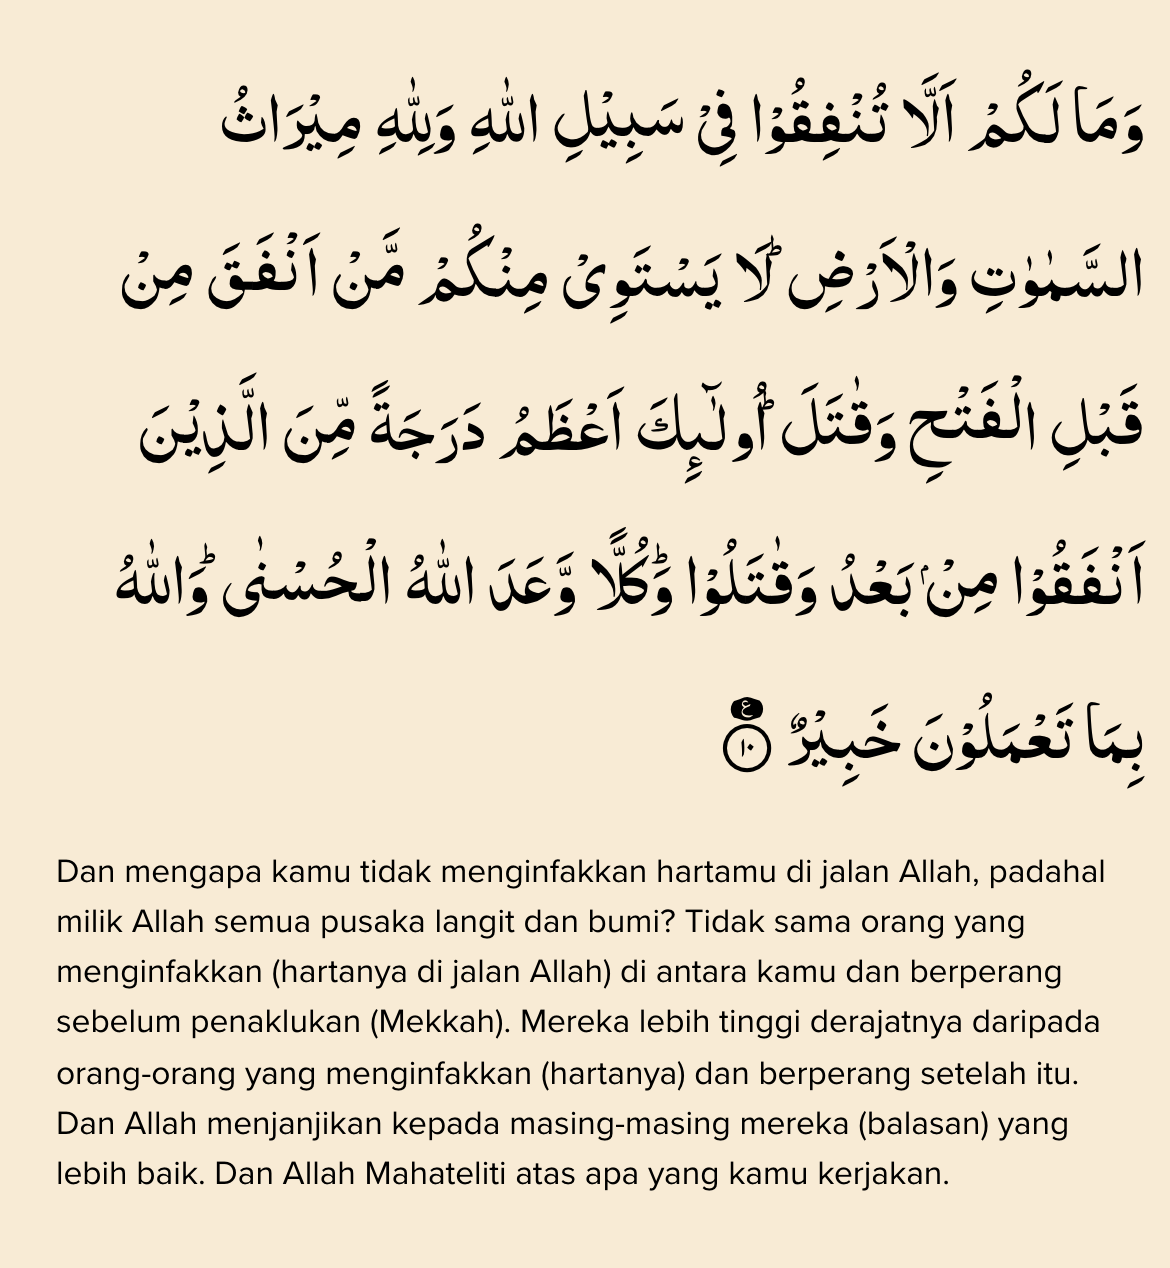 وَمَا لَكُمْ اَلَّا تُنْفِقُوْا فِيْ سَبِيْلِ اللّٰهِ وَلِلّٰهِ مِيْرَاثُ
السَّمٰوٰتِ وَالْاَرْضِۗ لَا يَسْتَوِيْ مِنْكُمْ مَّنْ اَنْفَقَ مِنْ
قَبْلِ الْفَتْحِ وَقٰتَلَۗ اُولٰۤىِٕكَ اَعْظَمُ دَرَجَةً مِّنَ الَّذِيْنَ
اَنْفَقُوْا مِنْۢ بَعْدُ وَقٰتَلُوْاۗ وَكُلًّا وَّعَدَ اللّٰهُ الْحُسْنٰىۗ وَاللّٰهُ
بِمَا تَعْمَلُوْنَ خَبِيْرٌ ࣖ ١٠
Dan mengapa kamu tidak menginfakkan hartamu di jalan Allah, padahal
milik Allah semua pusaka langit dan bumi? Tidak sama orang yang
menginfakkan (hartanya di jalan Allah) di antara kamu dan berperang
sebelum penaklukan (Mekkah). Mereka lebih tinggi derajatnya daripada
orang-orang yang menginfakkan (hartanya) dan berperang setelah itu.
Dan Allah menjanjikan kepada masing-masing mereka (balasan) yang
lebih baik. Dan Allah Mahateliti atas apa yang kamu kerjakan.